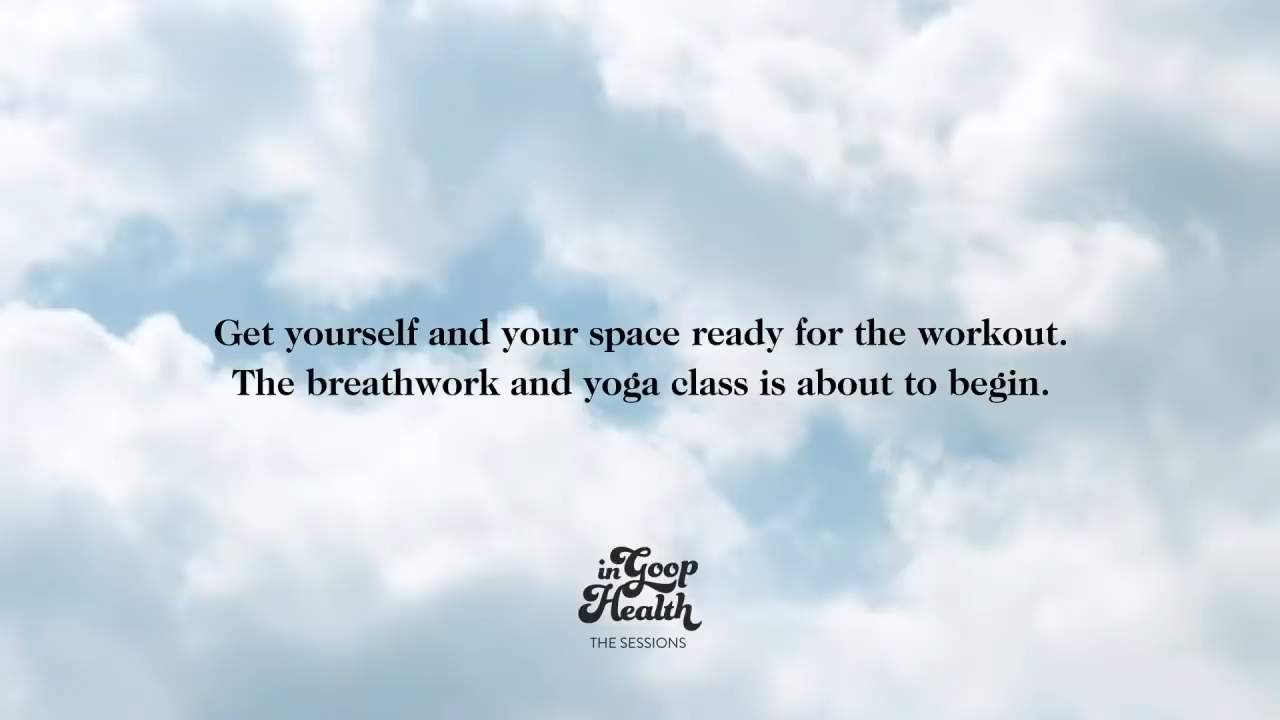 Get yourself and your space ready for the workout.
The breathwork and yoga class is about to begin.
in Goop
Health
THE SESSIONS